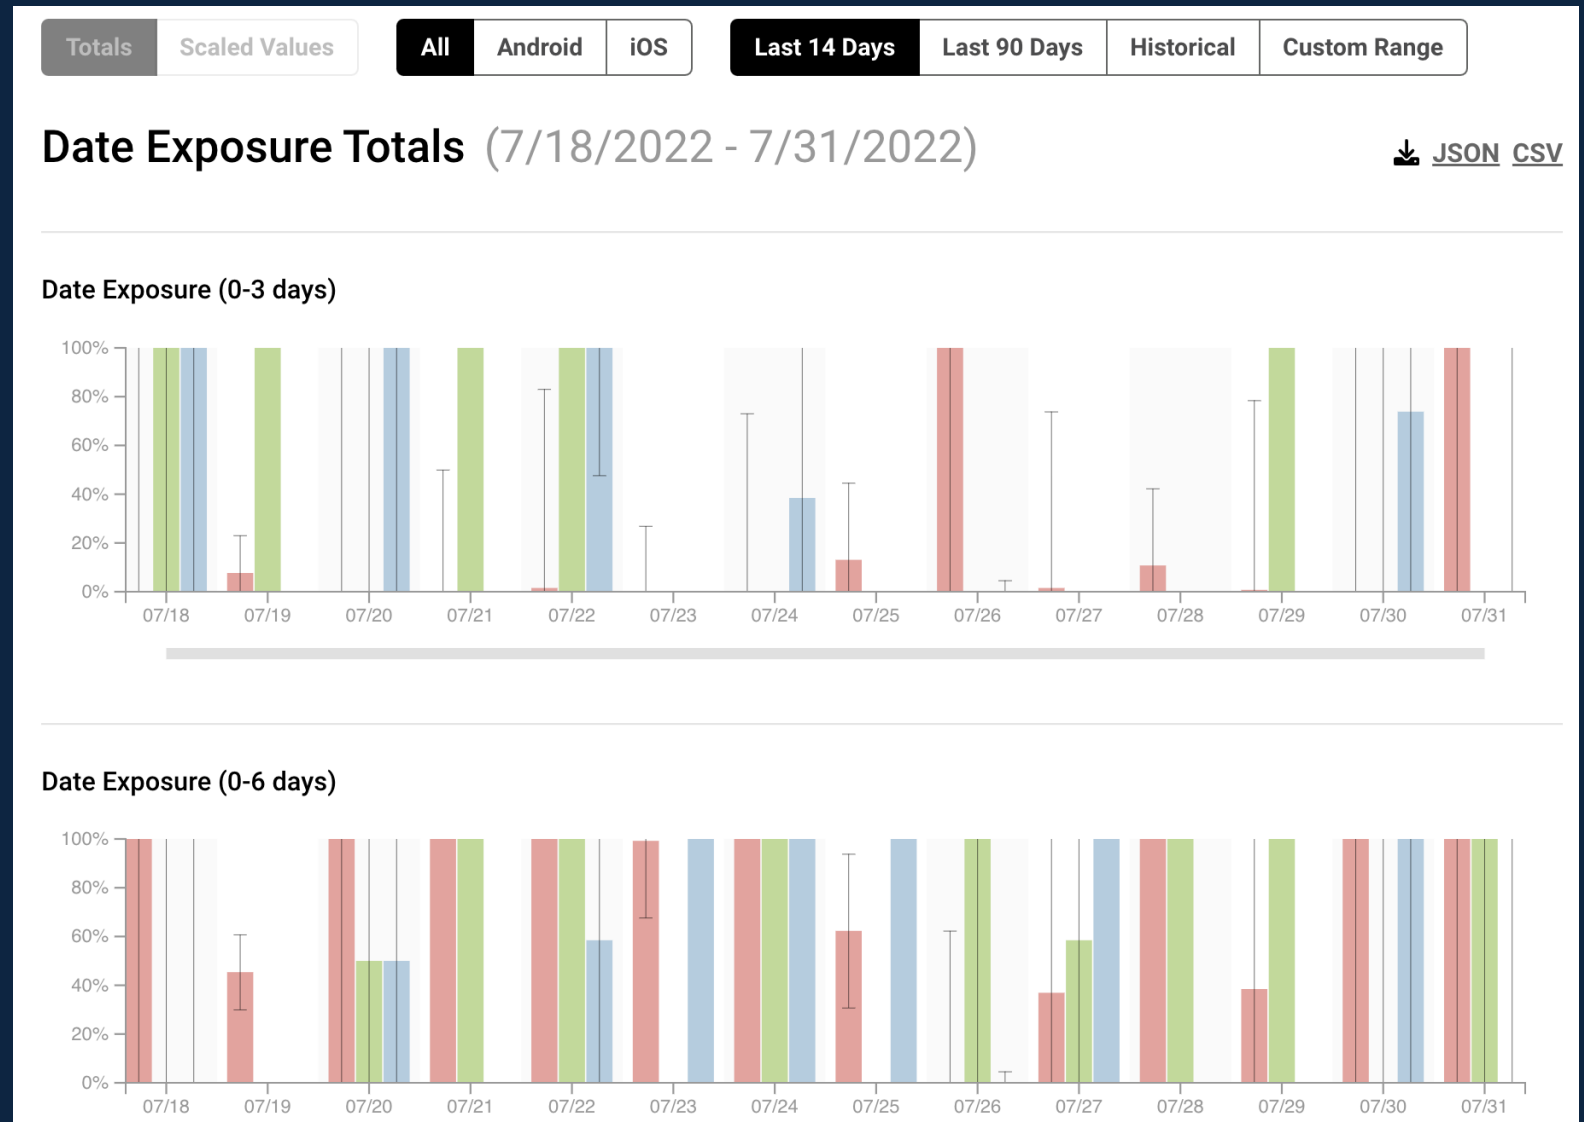 Totals Scaled Values All Android iOS Last 14 Days Last 90 Days Historical Custom Range
Date Exposure Totals (7/18/2022 - 7/31/2022) JSON CSV
Date Exposure (0-3 days)
100%
80%
60%
40%
20%
0%
07/18 07/19 07/20 07/21 07/22 07/23 07/24 07/25 07/26 07/27 07/28 07/29 07/30 07/31
Date Exposure (0-6 days)
100%
80%
60%
40%
20%
0%
07/18 07/19 07/20 07/21 07/22 07/23 07/24 07/25 07/26 07/27 07/28 07/29 07/30 07/31